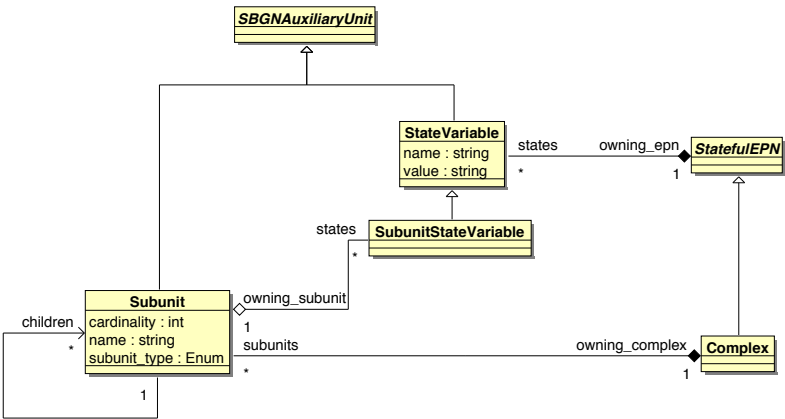 SBGNAuxiliaryUnit
StateVariable
name : string
value : string
states
*
owning_epn
1
StatefulEPN
SubunitStateVariable
states
*
owning_subunit
1
Subunit
cardinality : int
name : string
subunit_type : Enum
children
*
1
subunits
*
owning_complex
1
Complex